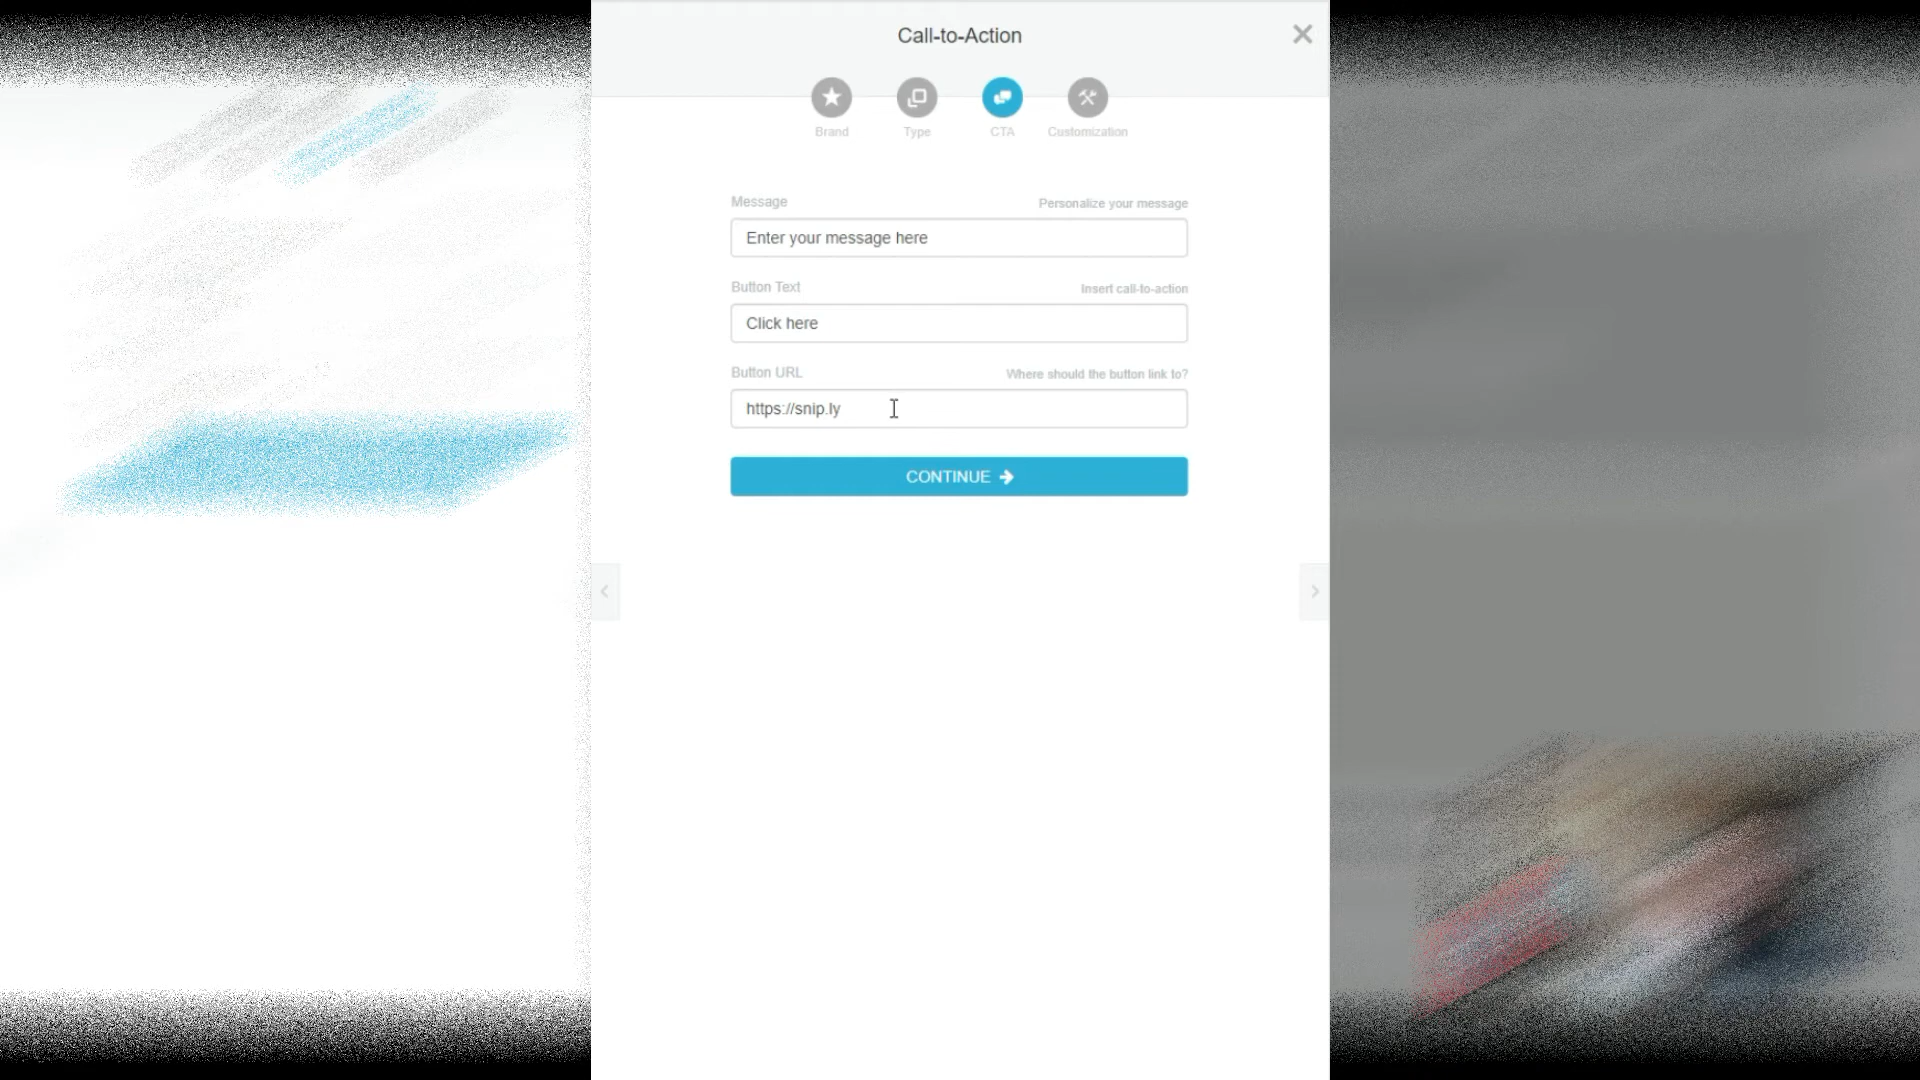 Call-to-Action
Brand Type CTA Customization
Message Personalize your message
Enter your message here
Button Text Insert call-to-action
Click here
Button URL Where should the button link to?
https://snip.ly
CONTINUE